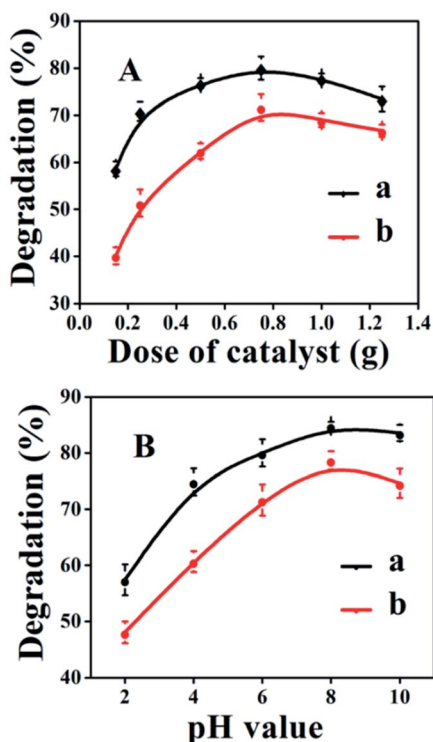 90
80
70
60
50
40
30
Degradation (%)
A
a
b
0.0 0.2 0.4 0.6 0.8 1.0 1.2 1.4
Dose of catalyst (g)
90
80
70
60
50
40
Degradation (%)
B
a
b
2 4 6 8 10
pH value